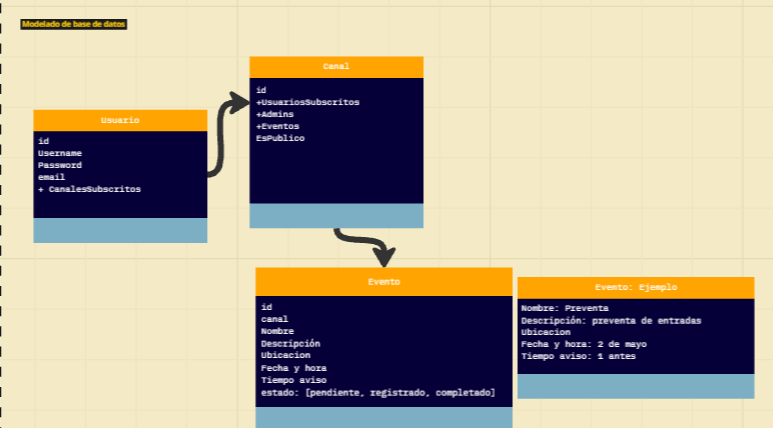 Modelado de base de datos
Canal
id
+UsuariosSubscritos
+Admins
+Eventos
EsPublico
Usuario
id
Username
Password
email
+ CanalesSubscritos
Evento
id
canal
Nombre
Descripción
Ubicacion
Fecha y hora
Tiempo aviso
estado: [pendiente, registrado, completado]
Evento: Ejemplo
Nombre: Preventa
Descripción: preventa de entradas
Ubicacion
Fecha y hora: 2 de mayo
Tiempo aviso: 1 antes